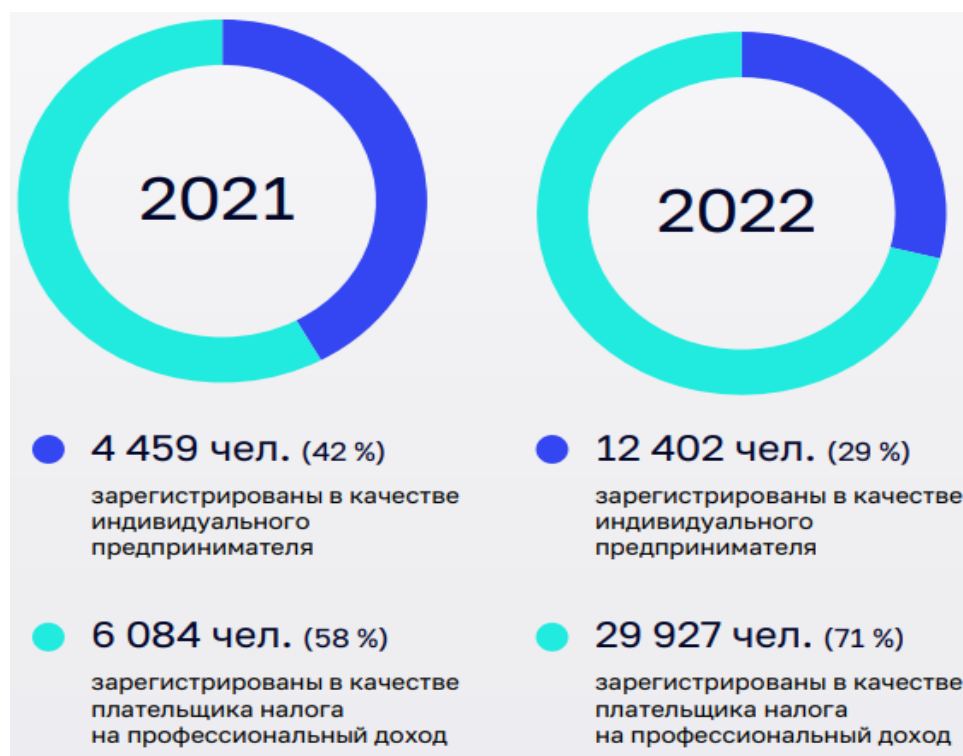 2021
2022
4 459 чел. (42 %)
зарегистрированы в качестве
индивидуального
предпринимателя
6 084 чел. (58 %)
зарегистрированы в качестве
плательщика налога
на профессиональный доход
12 402 чел. (29 %)
зарегистрированы в качестве
индивидуального
предпринимателя
29 927 чел. (71 %)
зарегистрированы в качестве
плательщика налога
на профессиональный доход